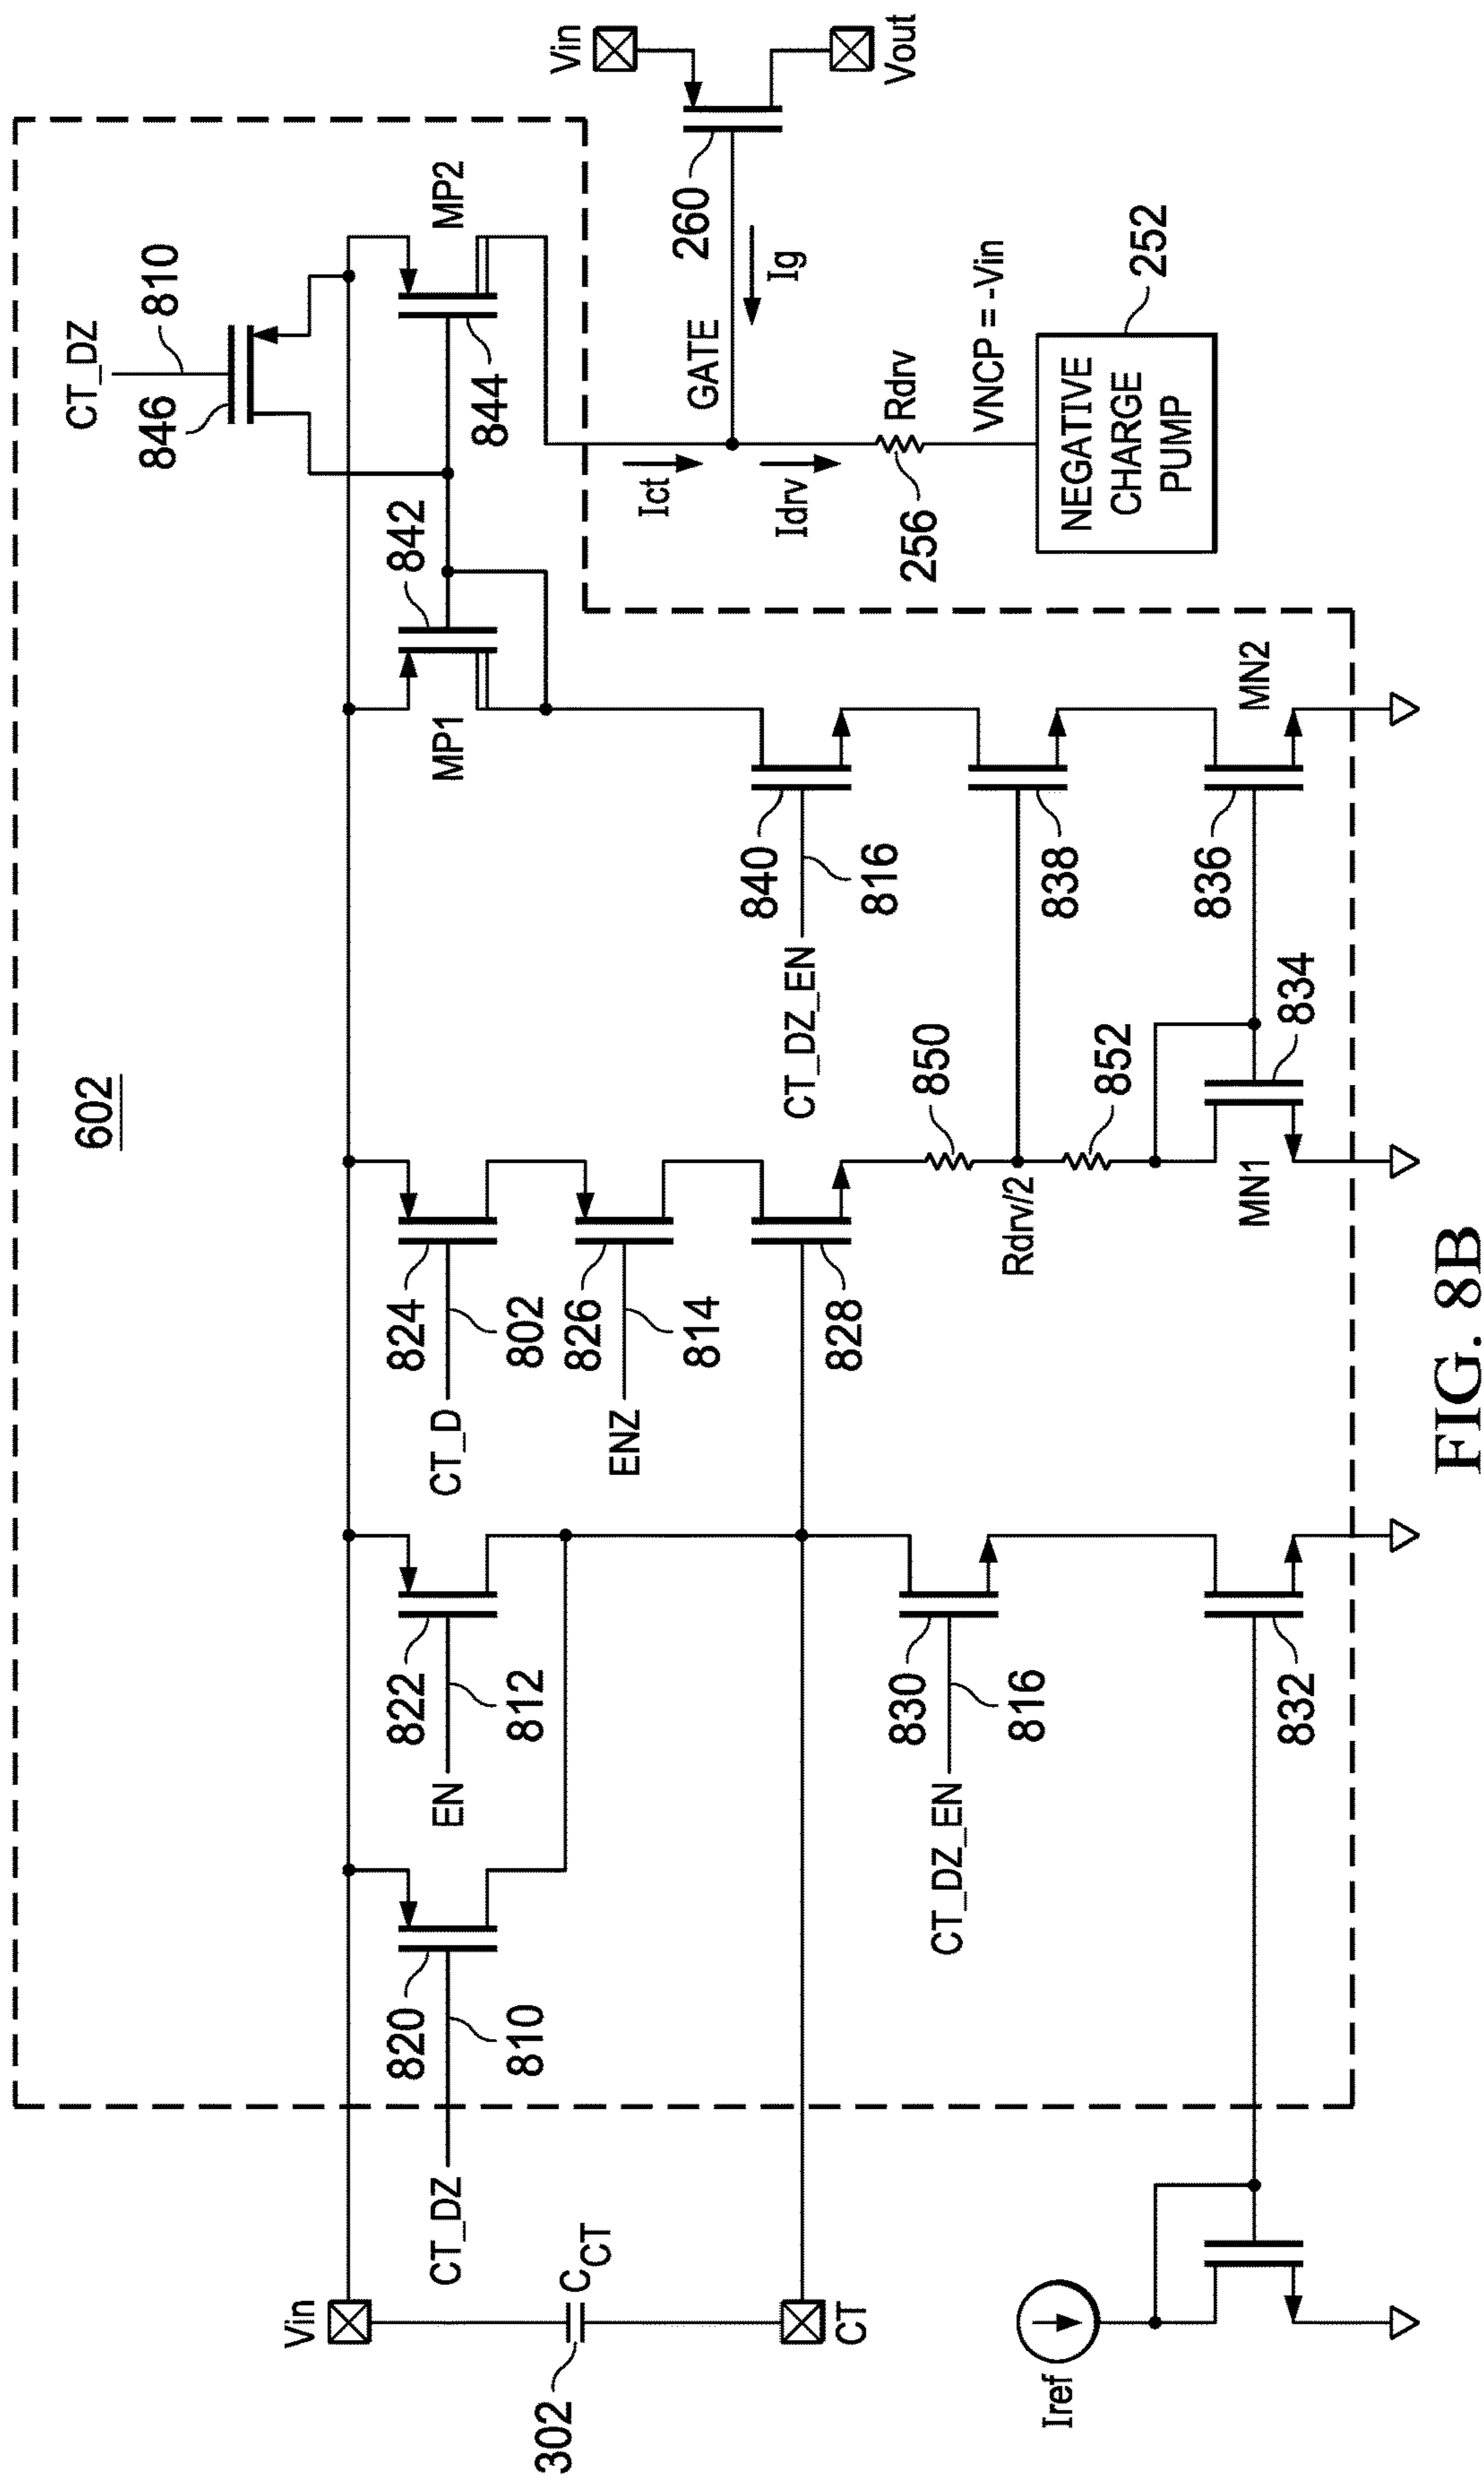 602
CT_DZ
810
846
MP2
844
842
MP1
Vin
Vout
260
Ig
GATE
Ict
Idrv
Rdrv
256
VNCP = -Vin
NEGATIVE
CHARGE
PUMP
252
Vin
302
CCT
CT
CT_DZ
820
810
EN
822
812
CT_D
824
802
ENZ
826
814
828
CT_DZ_EN
830
816
832
CT_DZ_EN
840
816
850
Rdrv/2
852
838
836
MN2
834
MN1
Iref
FIG. 8B